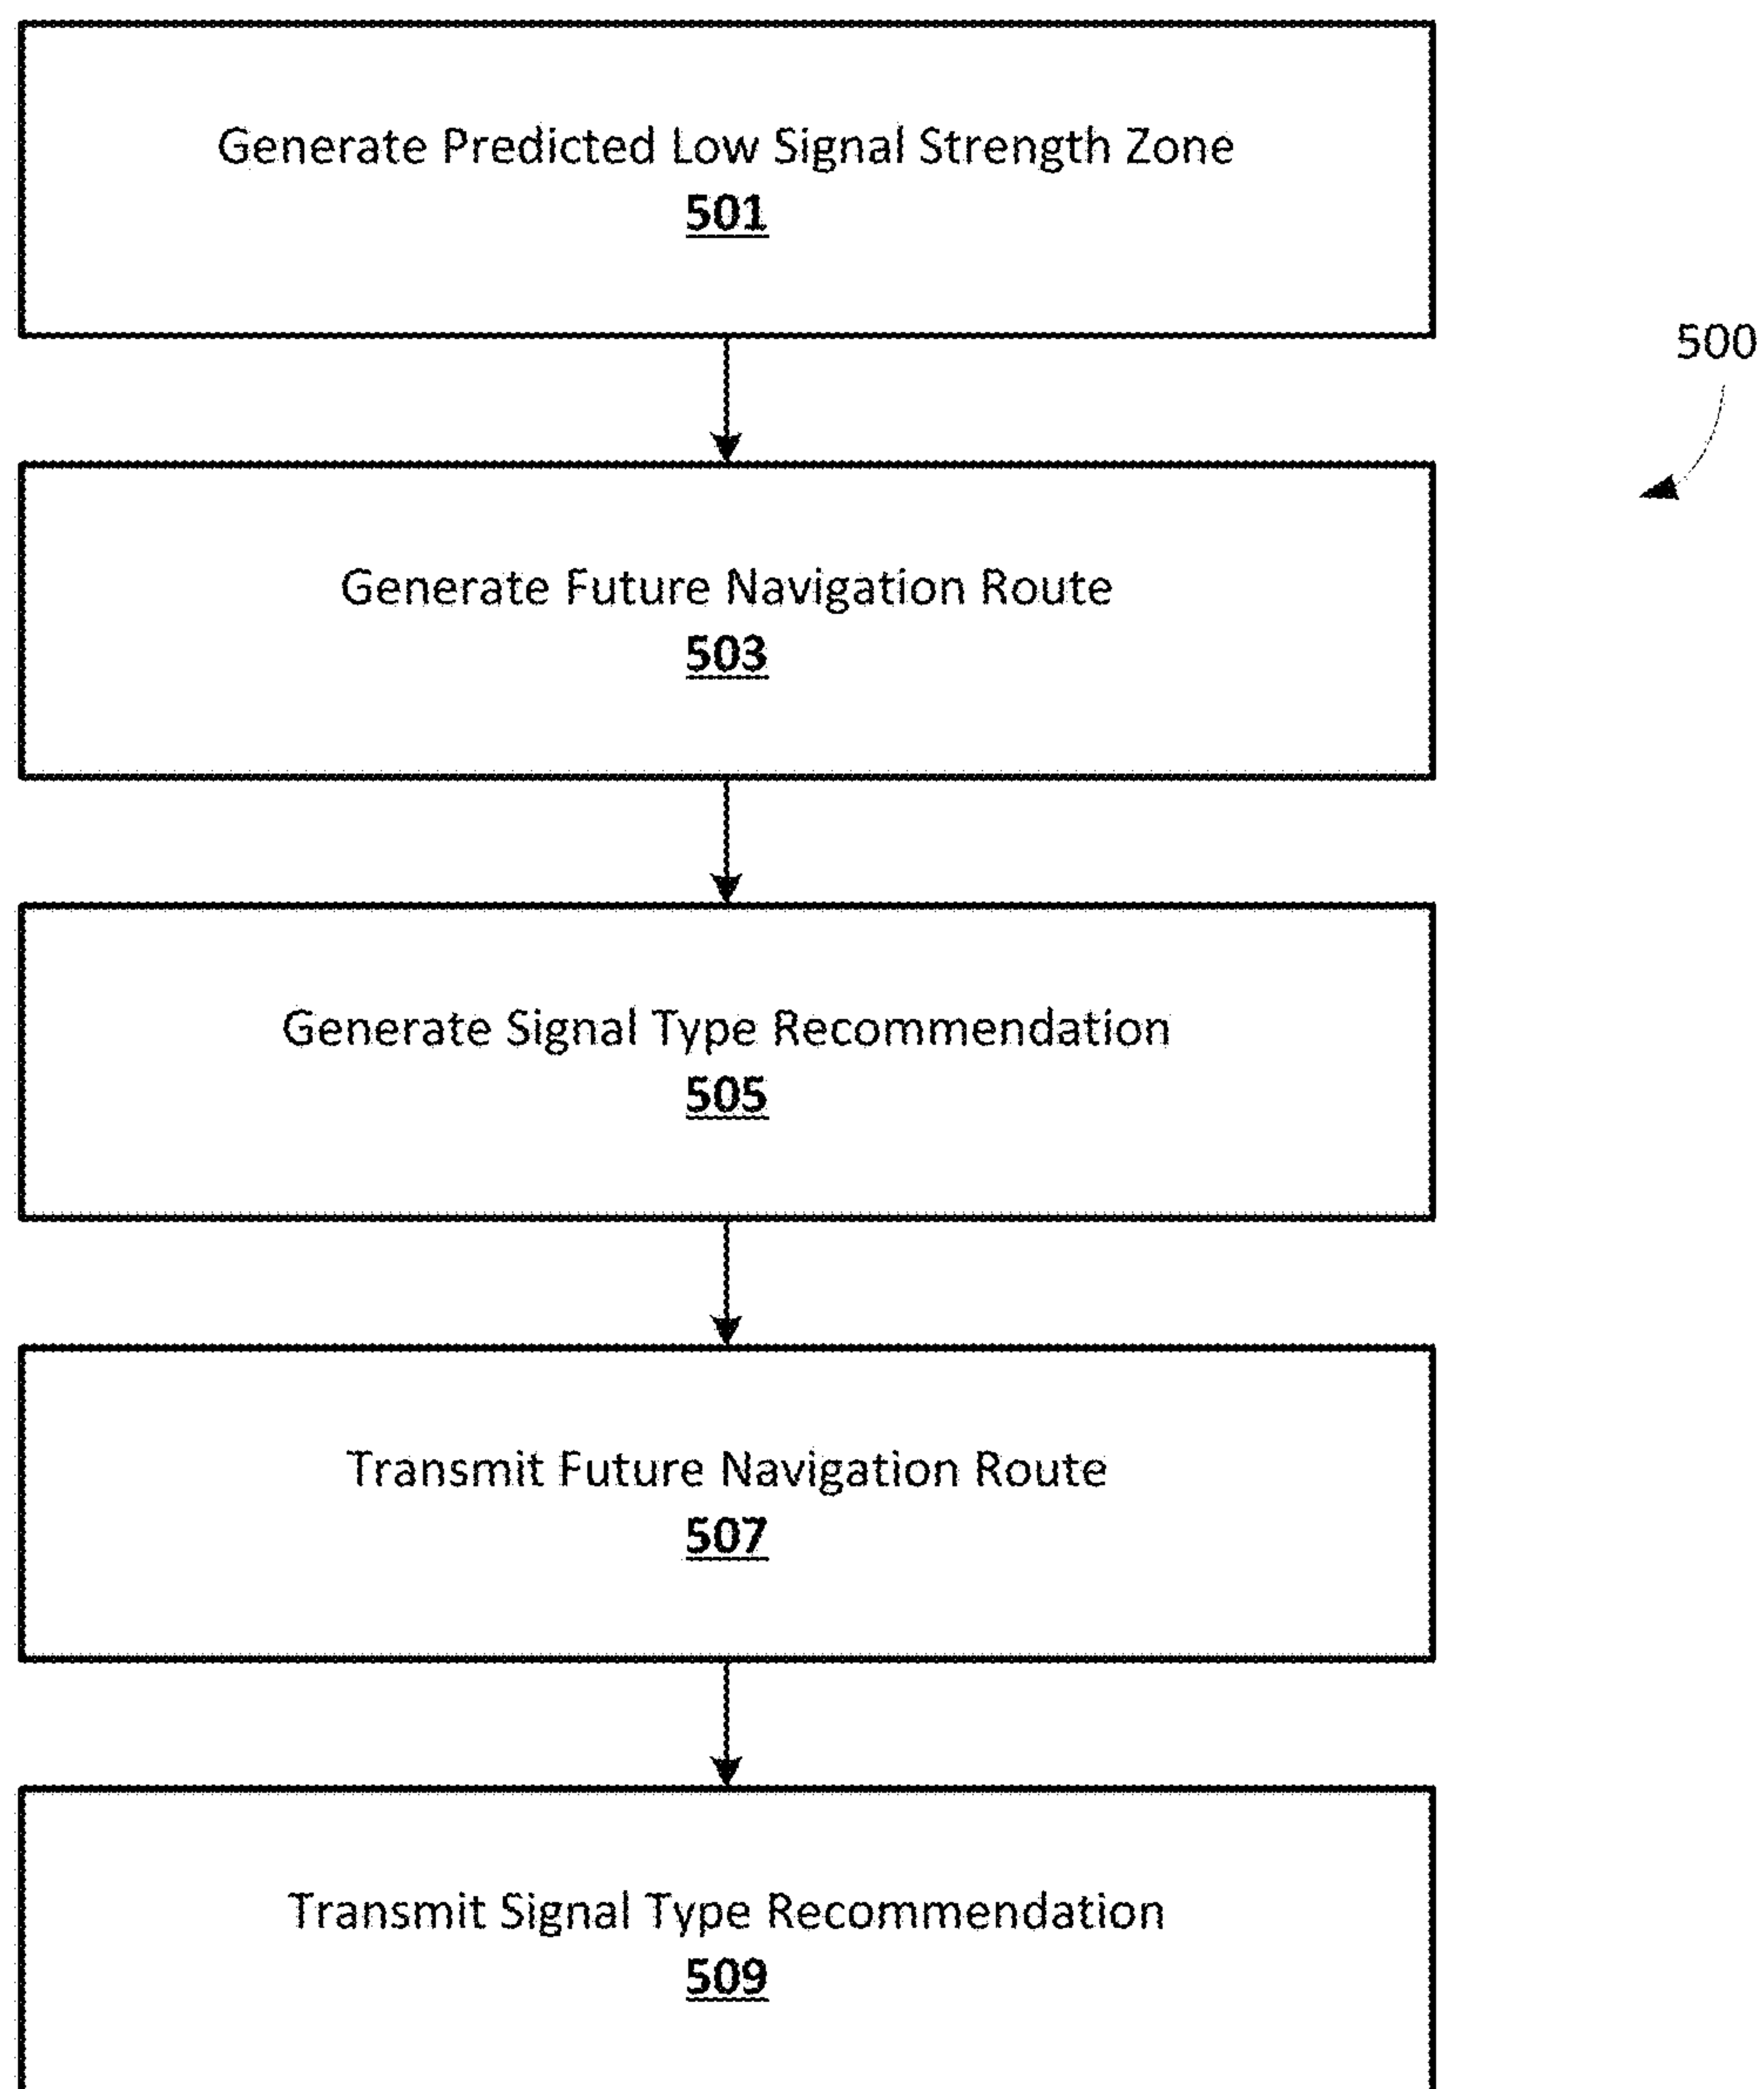 Generate Predicted Low Signal Strength Zone
501
500
Generate Future Navigation Route
503
Generate Signal Type Recommendation
505
Transmit Future Navigation Route
507
Transmit Signal Type Recommendation
509